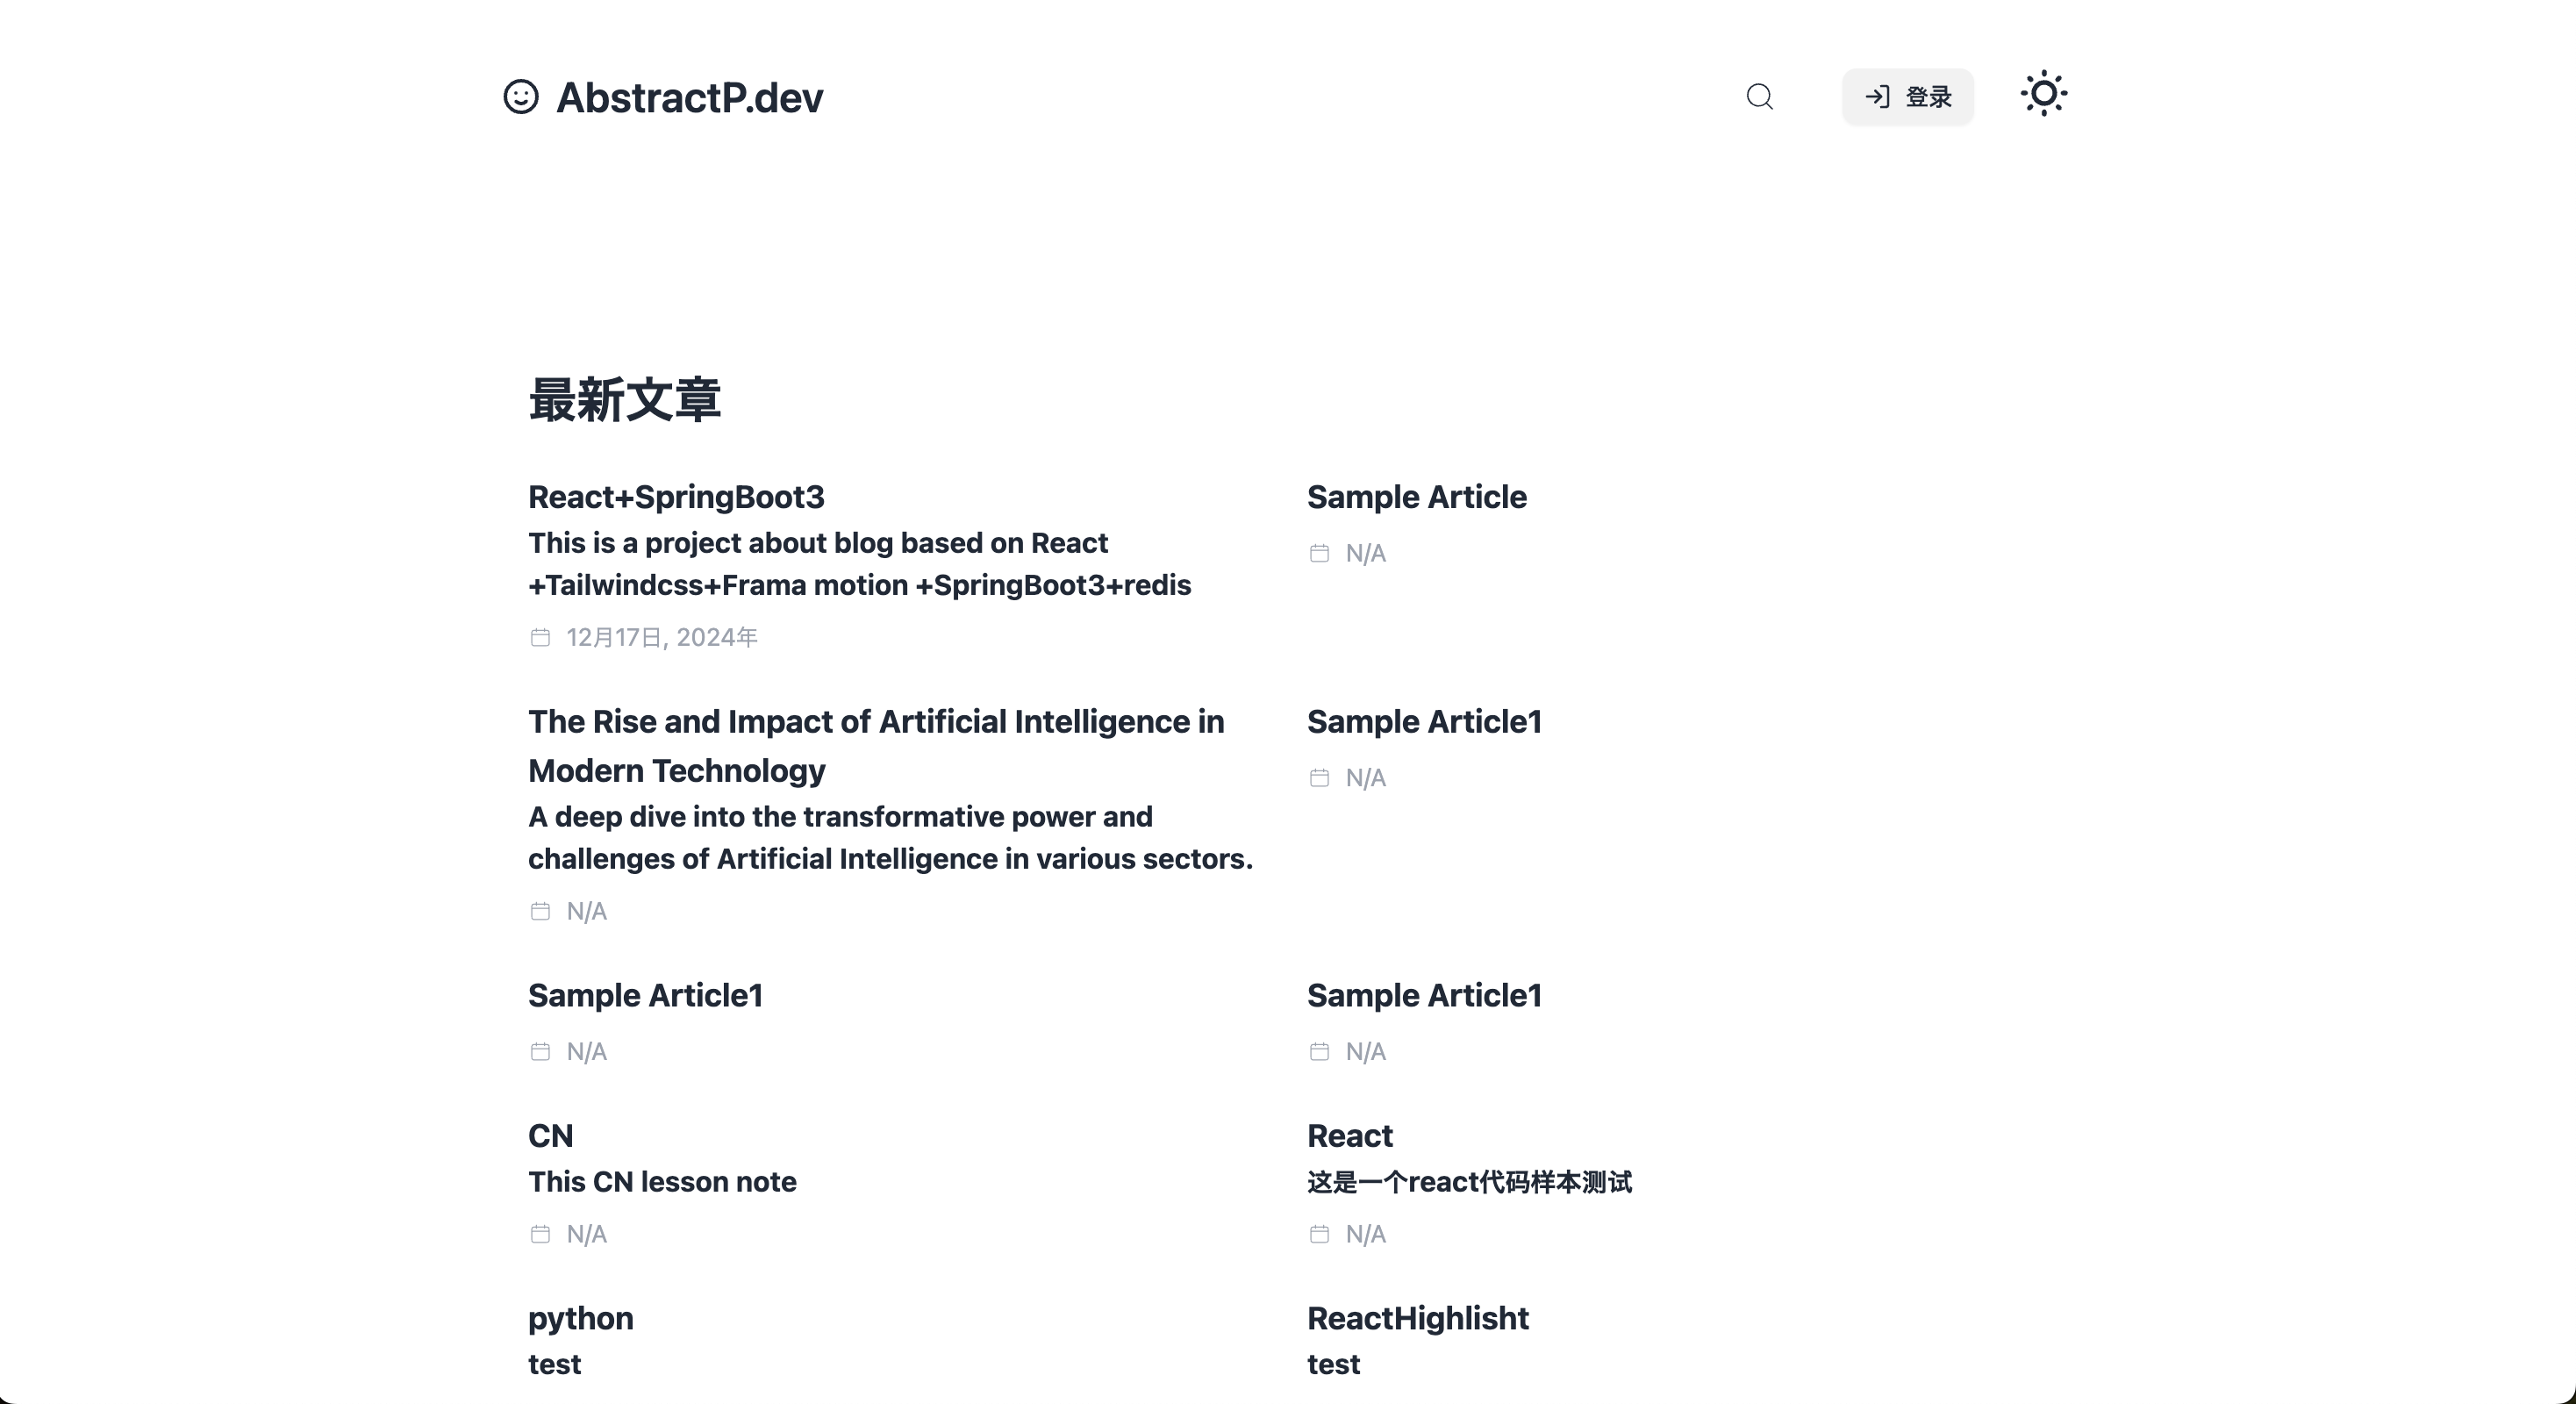 AbstractP.dev
登录
最新文章
React+SpringBoot3
This is a project about blog based on React
+Tailwindcss+Frama motion +SpringBoot3+redis
12月17日, 2024年
Sample Article
N/A
The Rise and Impact of Artificial Intelligence in
Modern Technology
A deep dive into the transformative power and
challenges of Artificial Intelligence in various sectors.
N/A
Sample Article1
N/A
Sample Article1
N/A
Sample Article1
N/A
CN
This CN lesson note
N/A
React
这是一个react代码样本测试
N/A
python
test
ReactHighlisht
test